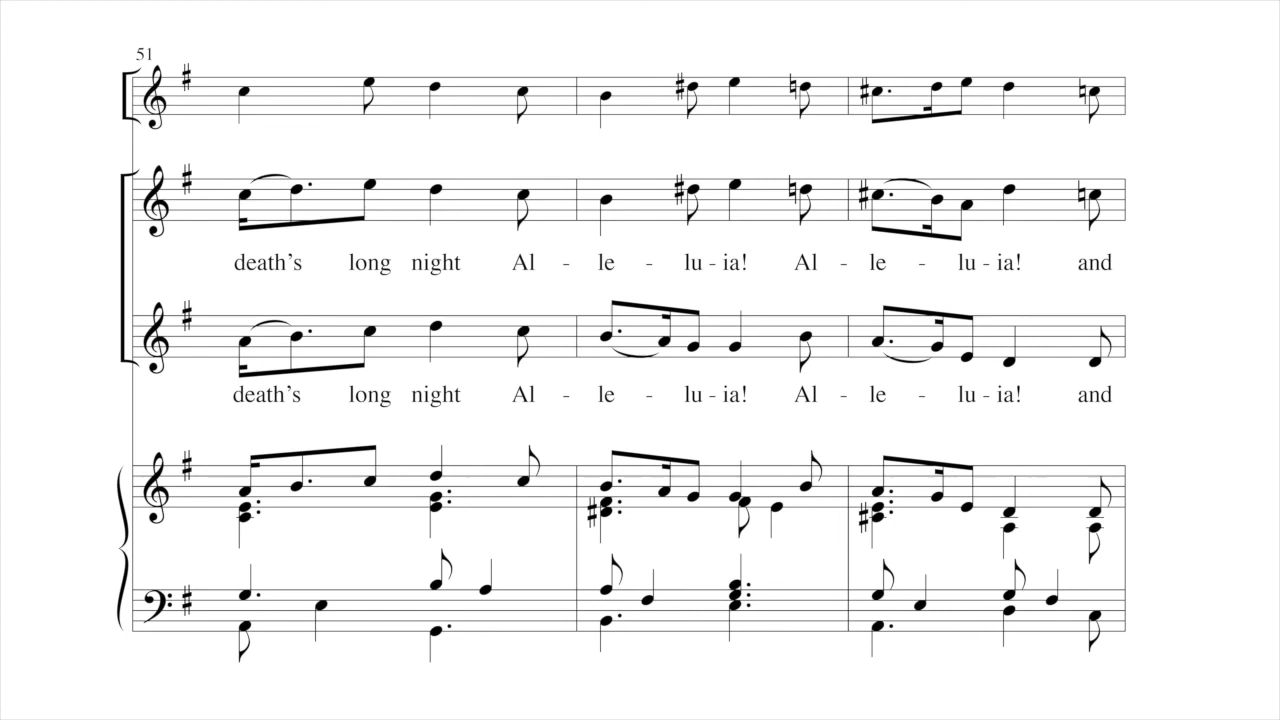 51
death’s long night Al - le - lu - ia! Al - le - lu - ia! and
death’s long night Al - le - lu - ia! Al - le - lu - ia! and